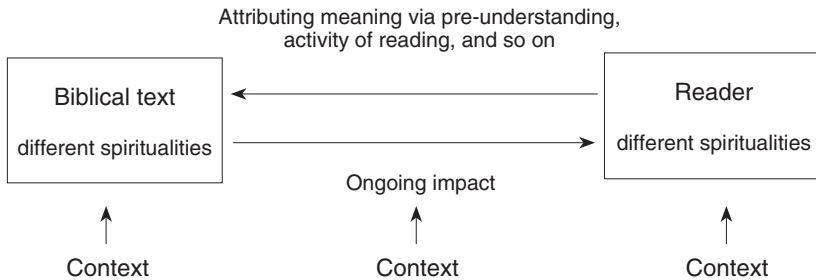 Attributing meaning via pre-understanding,
activity of reading, and so on
Biblical text
different spiritualities
Reader
different spiritualities
Ongoing impact
Context
Context
Context